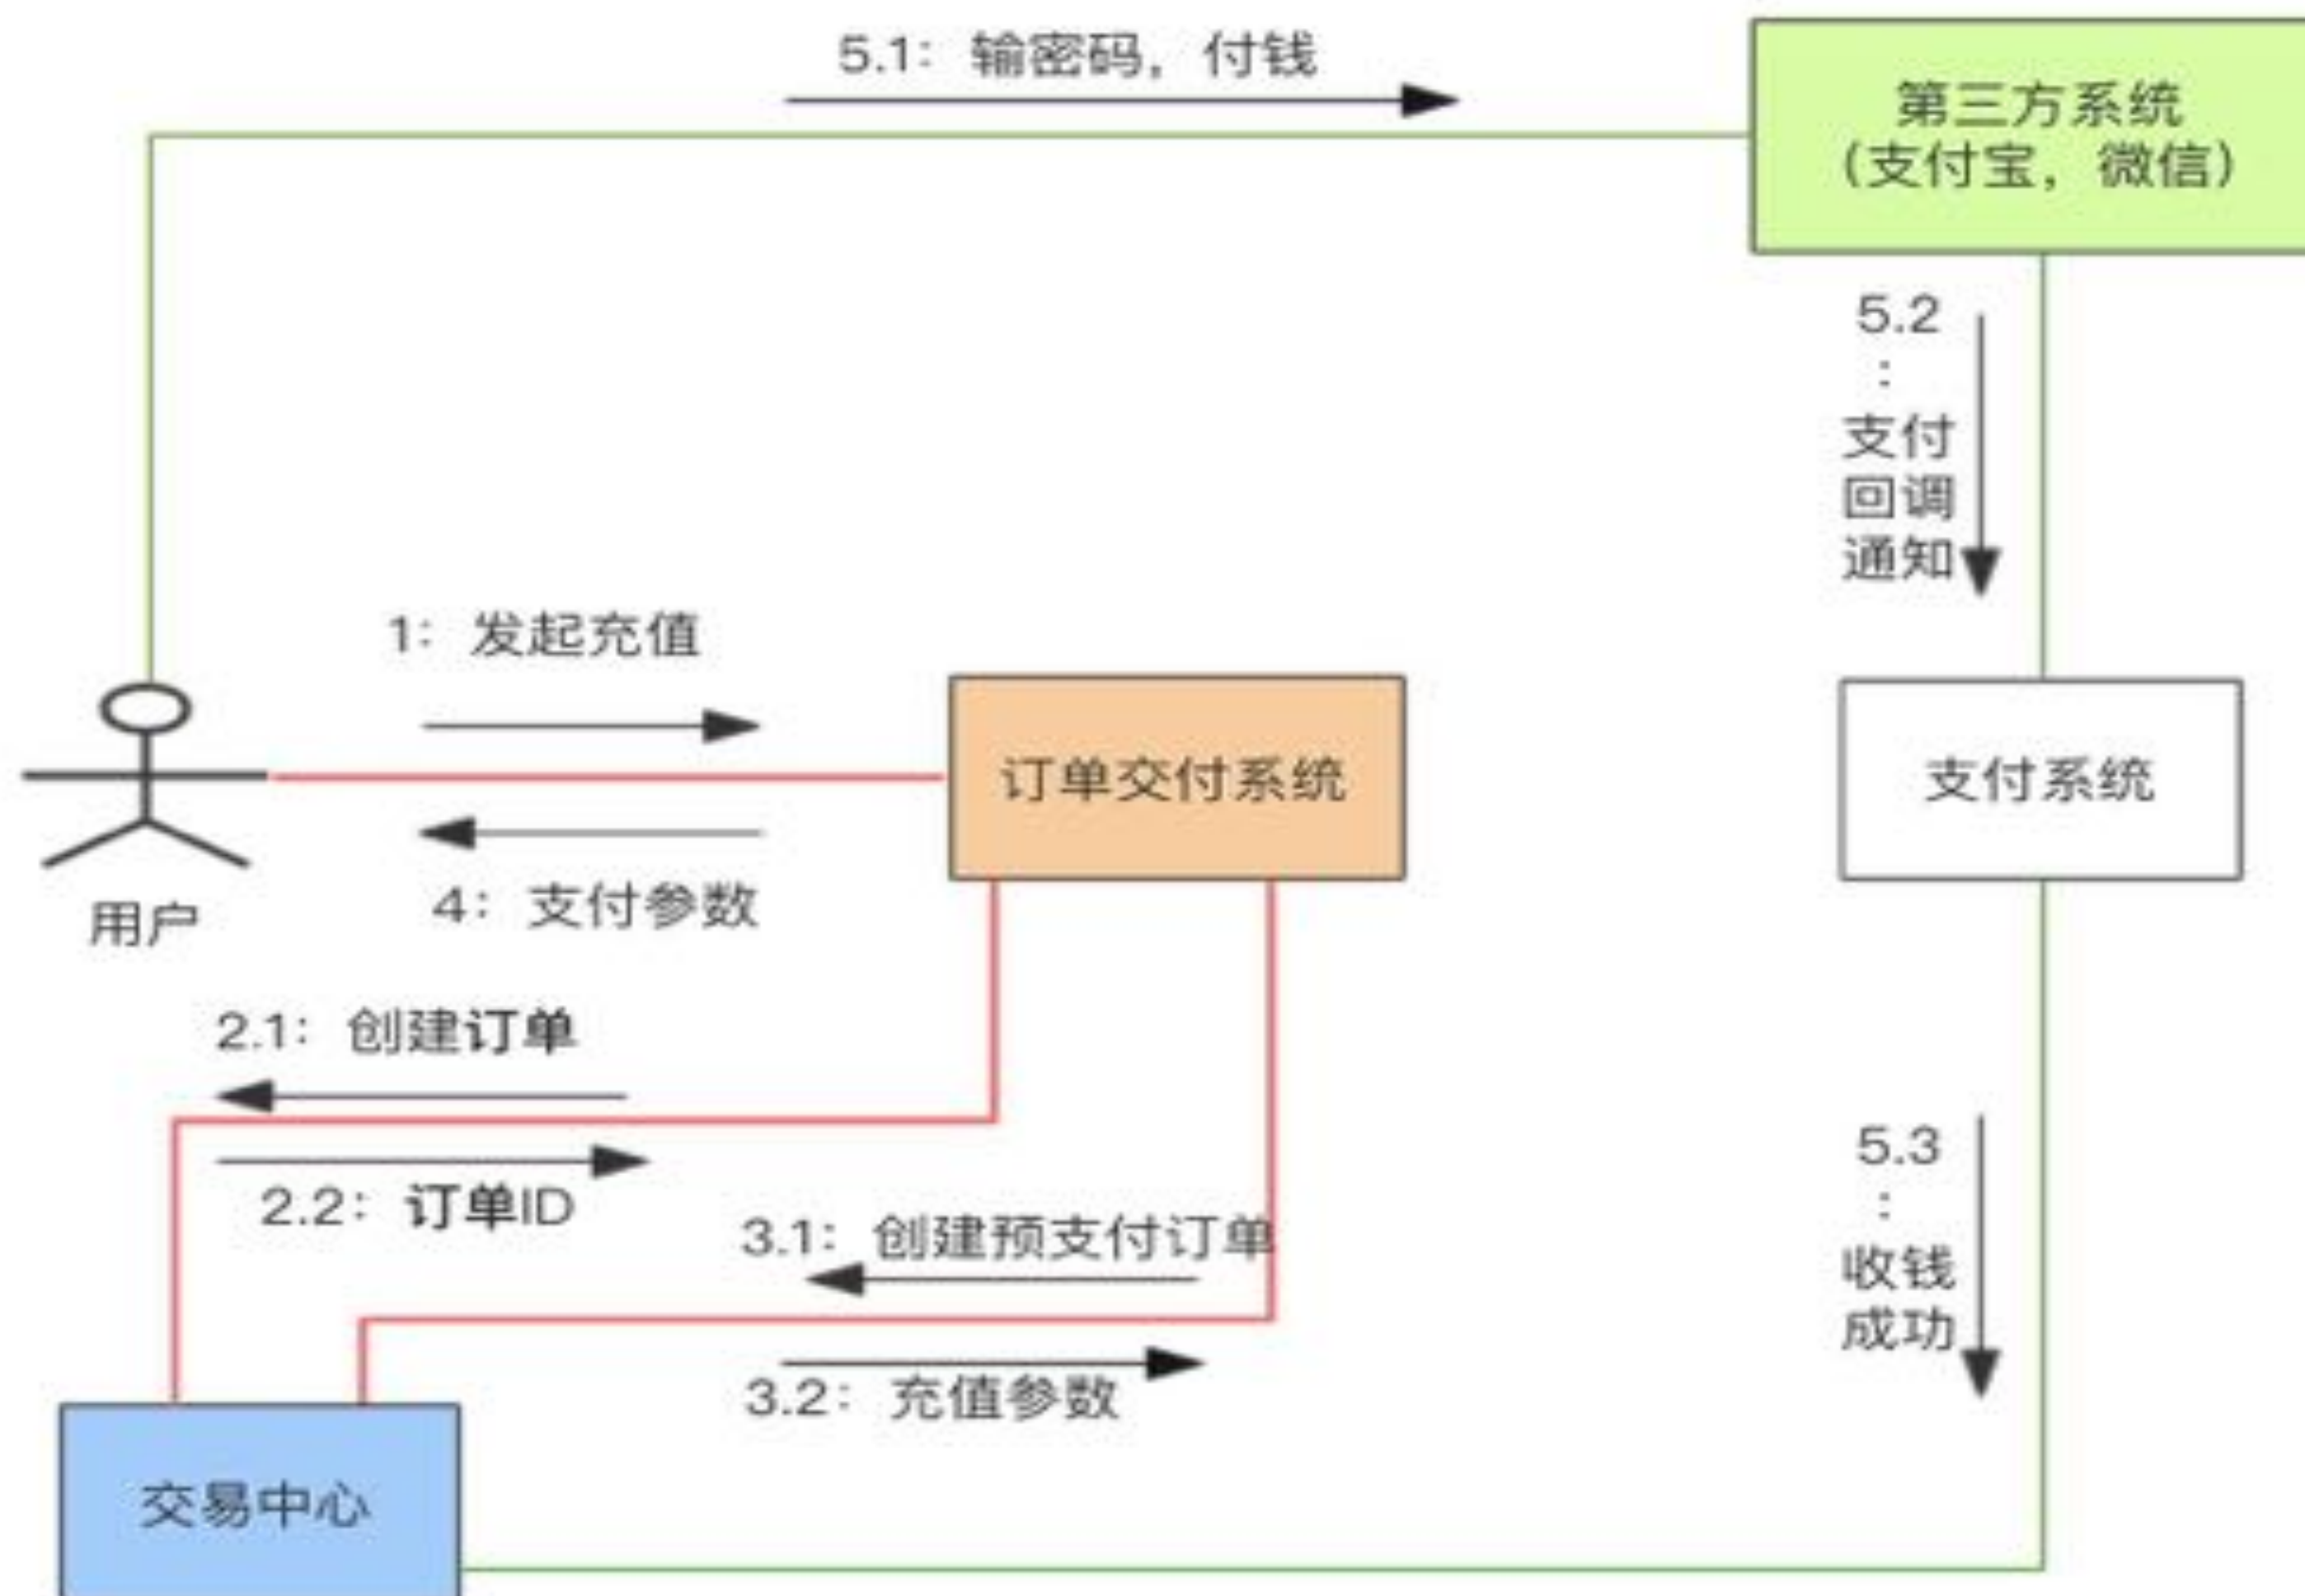 5.1：输密码，付钱
第三方系统
（支付宝，微信）
5.2
：
支付
回调
通知
1：发起充值
订单交付系统
支付系统
4：支付参数
用户
2.1：创建订单
2.2：订单ID
3.1：创建预支付订单
3.2：充值参数
5.3
：
收钱
成功
交易中心